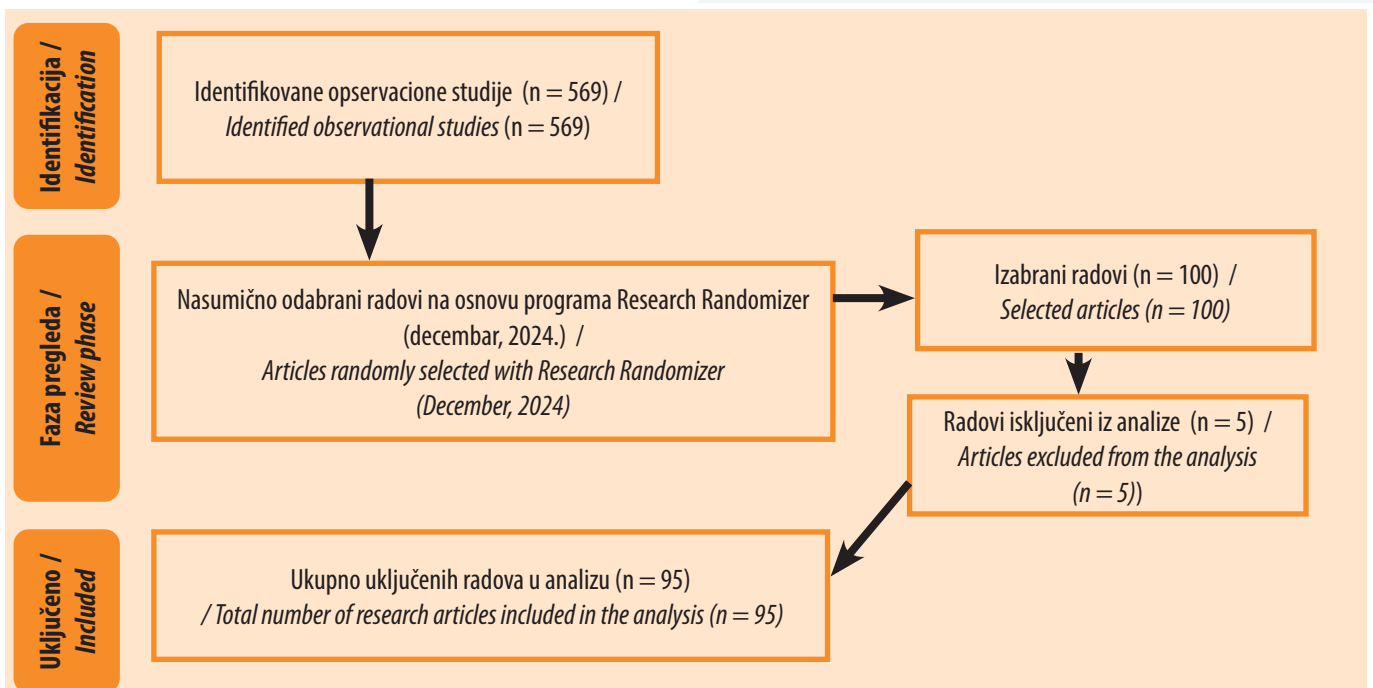 Identifikacija /
Identification
Identifikovane opservacione studije (n = 569) /
Identified observational studies (n = 569)
Faza pregleda /
Review phase
Nasumično odabrani radovi na osnovu programa Research Randomizer
(decembar, 2024.) /
Articles randomly selected with Research Randomizer
(December, 2024)
Izabrani radovi (n = 100) /
Selected articles (n = 100)
Radovi isključeni iz analize (n = 5) /
Articles excluded from the analysis
(n = 5))
Uključeno /
Included
Ukupno uključenih radova u analizu (n = 95)
/ Total number of research articles included in the analysis (n = 95)